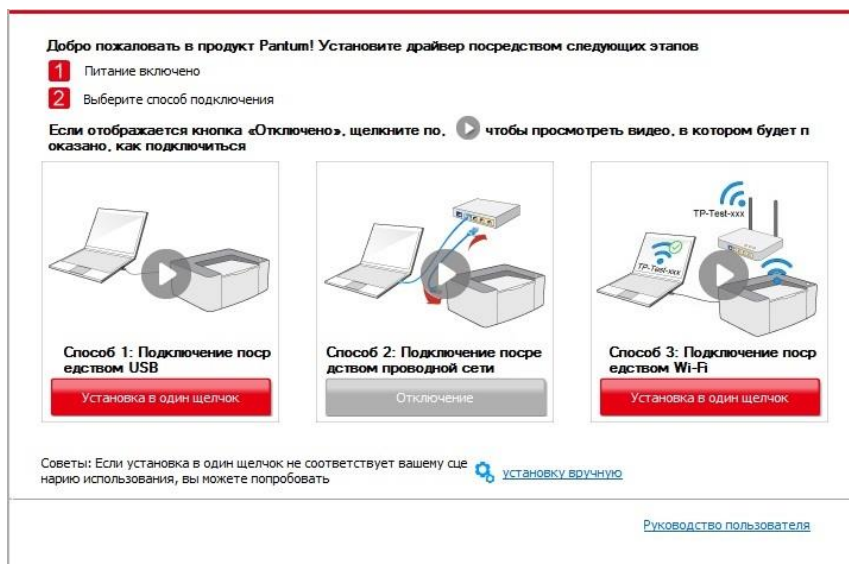 Добро пожаловать в продукт Pantum! Установите драйвер посредством следующих этапов
1 Питание включено
2 Выберите способ подключения
Если отображается кнопка «Отключено», щелкните по, чтобы просмотреть видео, в котором будет п
оказано, как подключиться
TP-Test-xxx
TP-Test-xxx
Способ 1: Подключение поср
едством USB
Установка в один щелчок
Способ 2: Подключение посре
дством проводной сети
Отключение
Способ 3: Подключение поср
едством Wi-Fi
Установка в один щелчок
Советы: Если установка в один щелчок не соответствует вашему сце
нарию использования, вы можете попробовать
установку вручную
Руководство пользователя